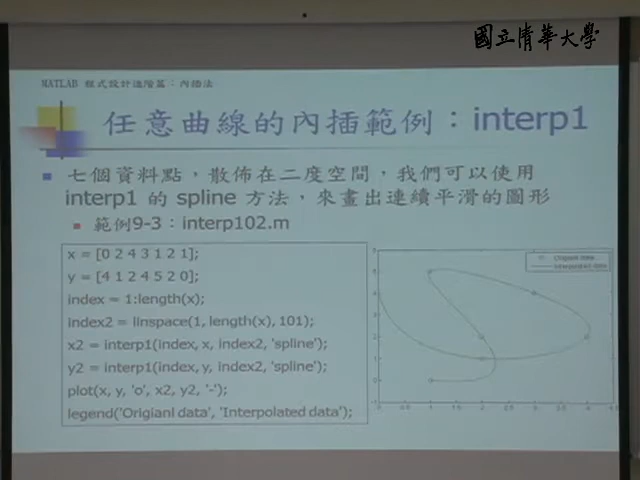 國立清華大學
MATLAB 程式設計進階篇：內插法
任意曲線的內插範例：interp1
七個資料點，散佈在二度空間，我們可以使用
interp1 的 spline 方法，來畫出連續平滑的圖形
範例9-3：interp102.m
x = [0 2 4 3 1 2 1];
y = [4 1 2 4 5 2 0];
index = 1:length(x);
index2 = linspace(1, length(x), 101);
x2 = interp1(index, x, index2, 'spline');
y2 = interp1(index, y, index2, 'spline');
plot(x, y, 'o', x2, y2, '-');
legend('Origianl data', 'Interpolated data');
Origianl data
Interpolated data